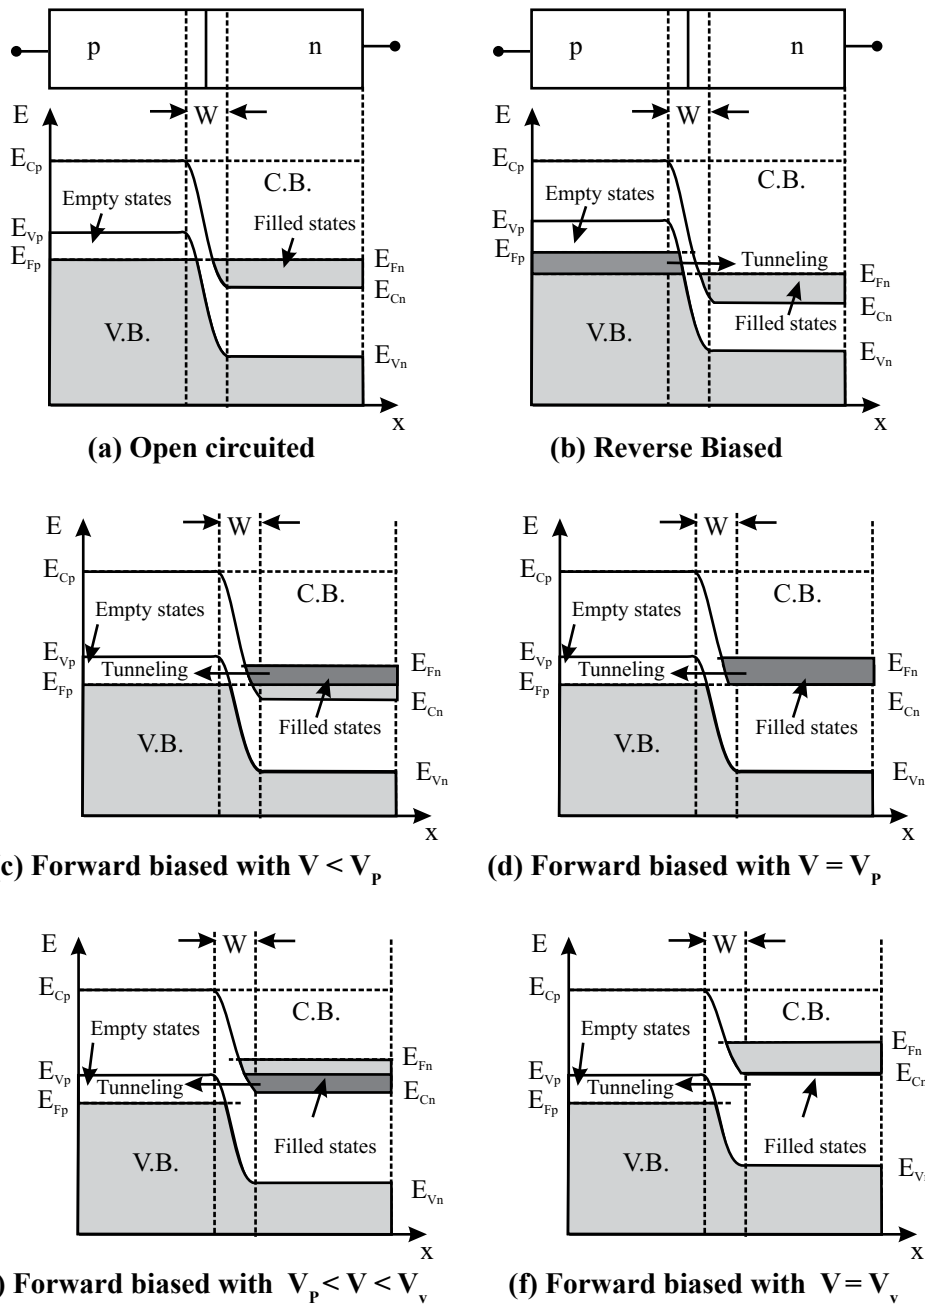 p n
p n
E W
E_Cp
C.B.
Empty states
Filled states
E_Vp
E_Fp E_Fn
E_Cn
V.B.
E_Vn
x
(a) Open circuited
E W
E_Cp
C.B.
Empty states
E_Vp
E_Fp
Tunneling
E_Fn
E_Cn
Filled states
V.B.
E_Vn
x
(b) Reverse Biased
E W
E_Cp
C.B.
Empty states
E_Vp
Tunneling
E_Fn
E_Fp
E_Cn
Filled states
V.B.
E_Vn
x
c) Forward biased with V < V_P
E W
E_Cp
C.B.
Empty states
E_Vp
Tunneling
E_Fn
E_Fp
E_Cn
Filled states
V.B.
E_Vn
x
(d) Forward biased with V = V_P
E W
E_Cp
C.B.
Empty states
E_Fn
E_Vp
Tunneling
E_Cn
E_Fp
Filled states
V.B.
E_Vn
x
) Forward biased with V_P < V < V_v
E W
E_Cp
C.B.
Empty states
E_Fn
E_Vp
Tunneling
E_Cn
E_Fp
Filled states
V.B.
E_V
x
(f) Forward biased with V = V_v